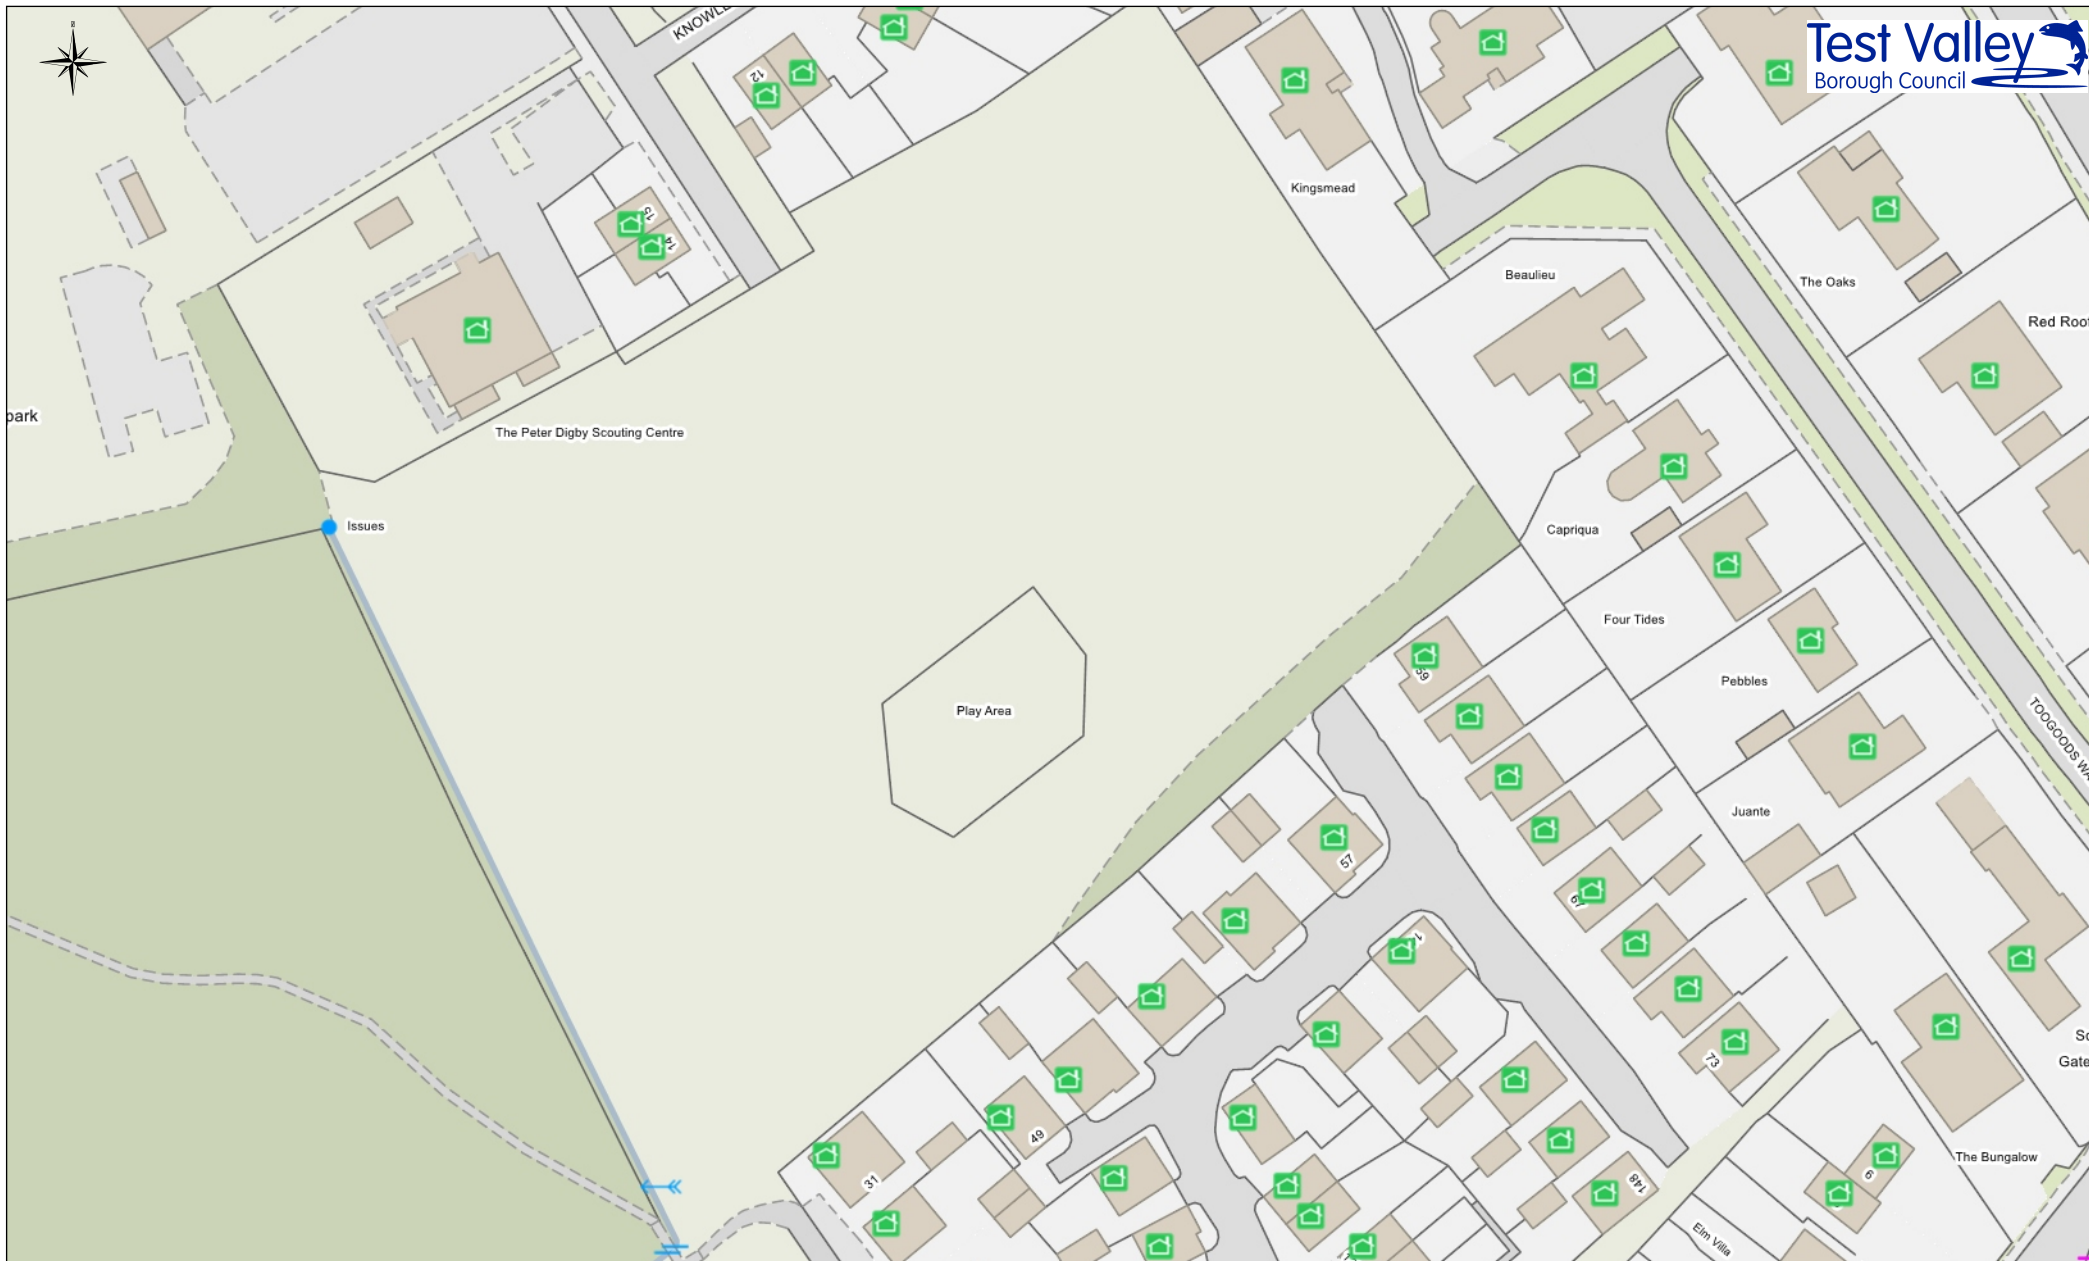 KNOWLE
Test Valley
Borough Council
12
Kingsmead
15
14
Beaulieu
The Oaks
Red Roof
park
The Peter Digby Scouting Centre
Issues
Capriqua
Four Tides
59
Pebbles
Play Area
TOOGOODS WA
Juante
57
67
1
49
73
Gate
The Bungalow
31
9
148
Elm Villa